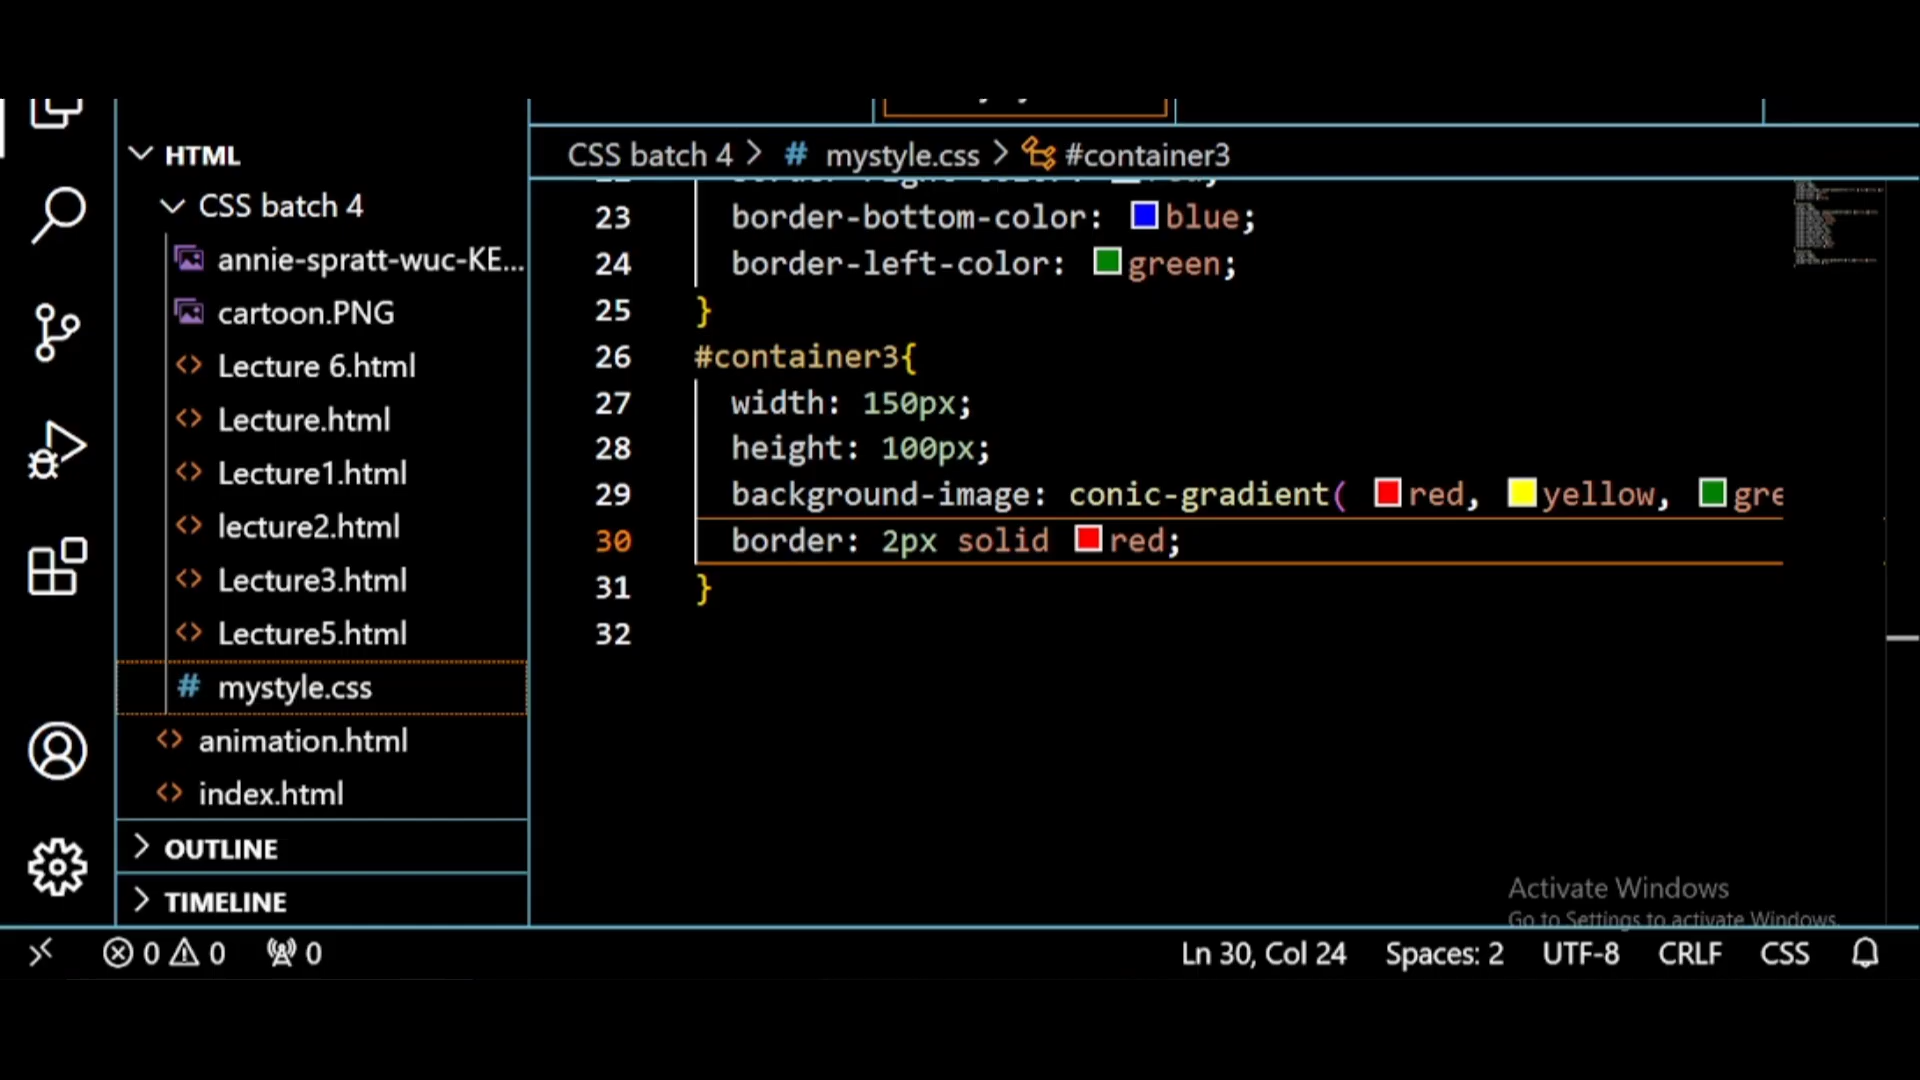 HTML
CSS batch 4
annie-spratt-wuc-KE...
cartoon.PNG
Lecture 6.html
Lecture.html
Lecture1.html
lecture2.html
Lecture3.html
Lecture5.html
# mystyle.css
animation.html
index.html
OUTLINE
TIMELINE
CSS batch 4 > # mystyle.css > #container3
23 border-bottom-color: blue;
24 border-left-color: green;
25 }
26 #container3{
27 width: 150px;
28 height: 100px;
29 background-image: conic-gradient( red, yellow, gre
30 border: 2px solid red;
31 }
32
Activate Windows
Go to Settings to activate Windows.
0 0 0 Ln 30, Col 24 Spaces: 2 UTF-8 CRLF CSS